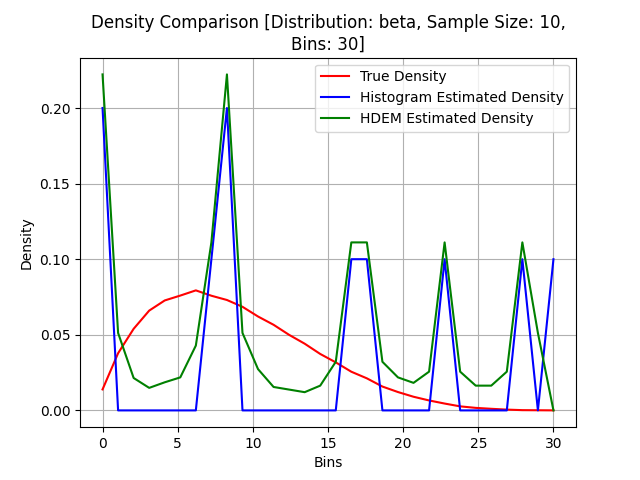 Density Comparison [Distribution: beta, Sample Size: 10,
Bins: 30]
True Density
Histogram Estimated Density
HDEM Estimated Density
Density
0.20
0.15
0.10
0.05
0.00
0
5
10
15
20
25
30
Bins